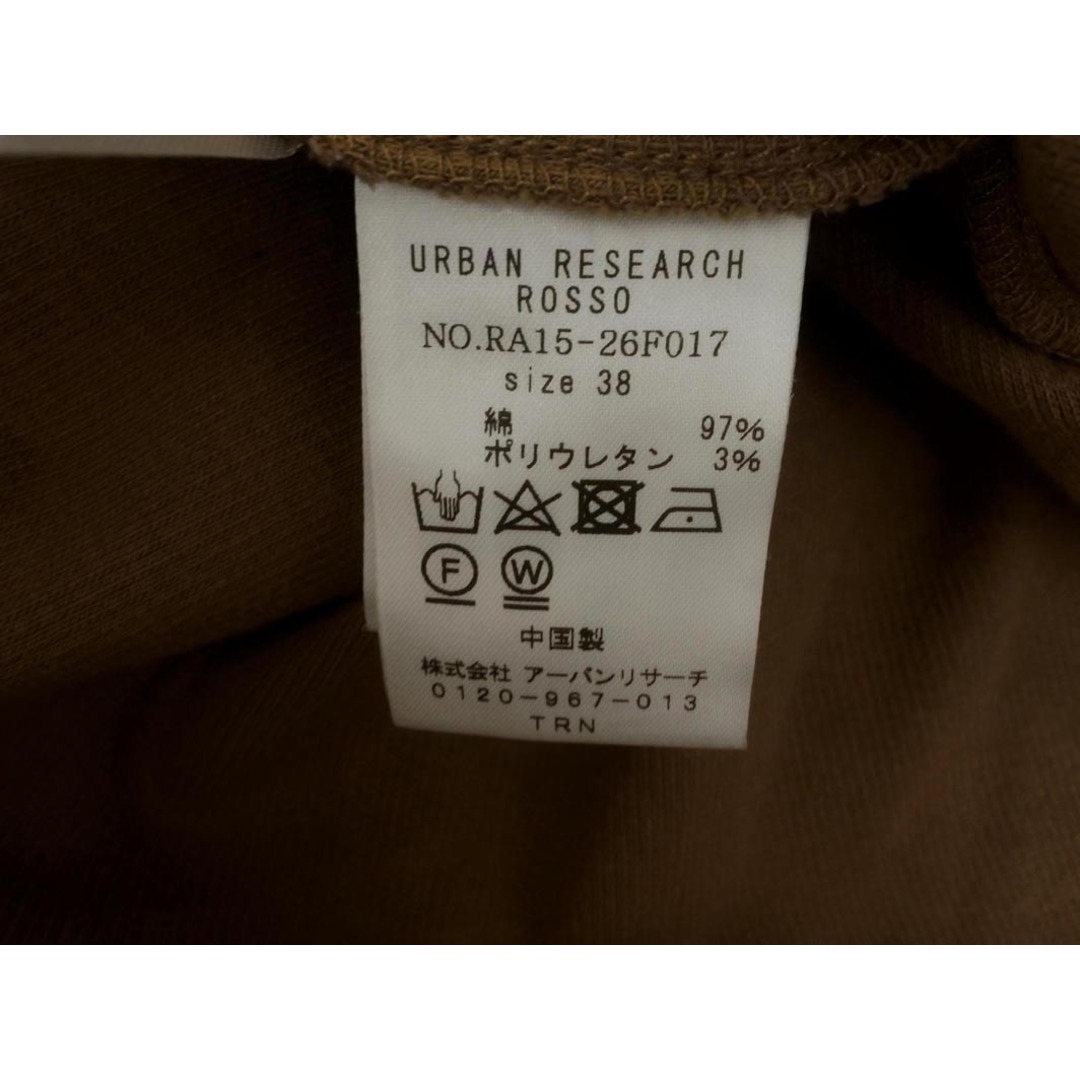 URBAN RESEARCH
ROSSO
NO.RA15-26F017
size 38
綿 97%
ポリウレタン 3%
F W
中国製
株式会社 アーバンリサーチ
0120-967-013
TRN